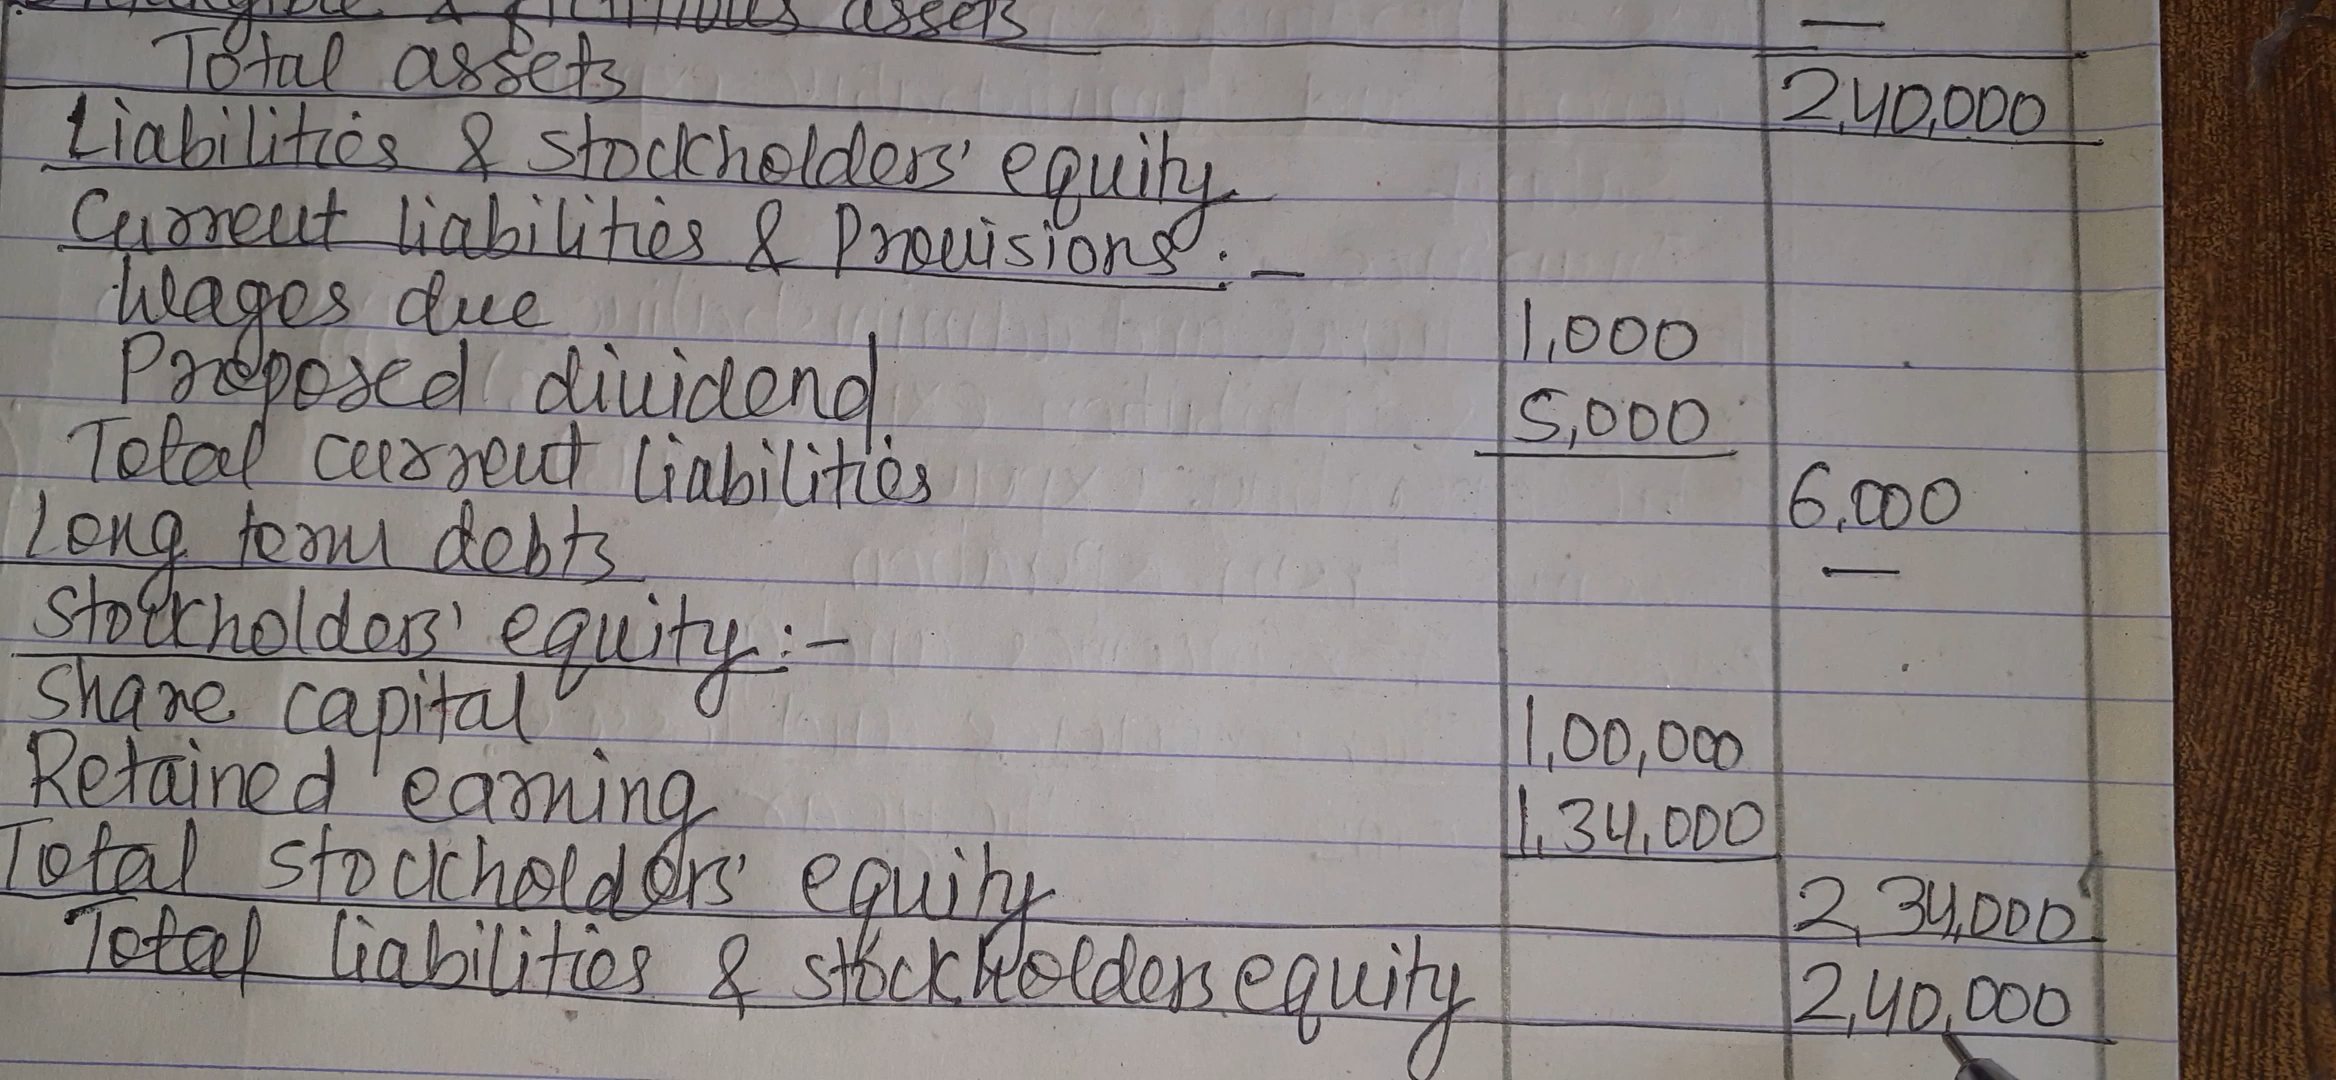 & fictitious assets —
Total assets 2,40,000
Liabilities & stockholders' equity
Current liabilities & Provisions:-
Wages due 1,000
Proposed dividend 5,000
Total current liabilities 6,000
Long term debts —
Stockholders' equity:-
Share capital 1,00,000
Retained earning 1,34,000
Total stockholders' equity 2,34,000
Total liabilities & stockholders equity 2,40,000